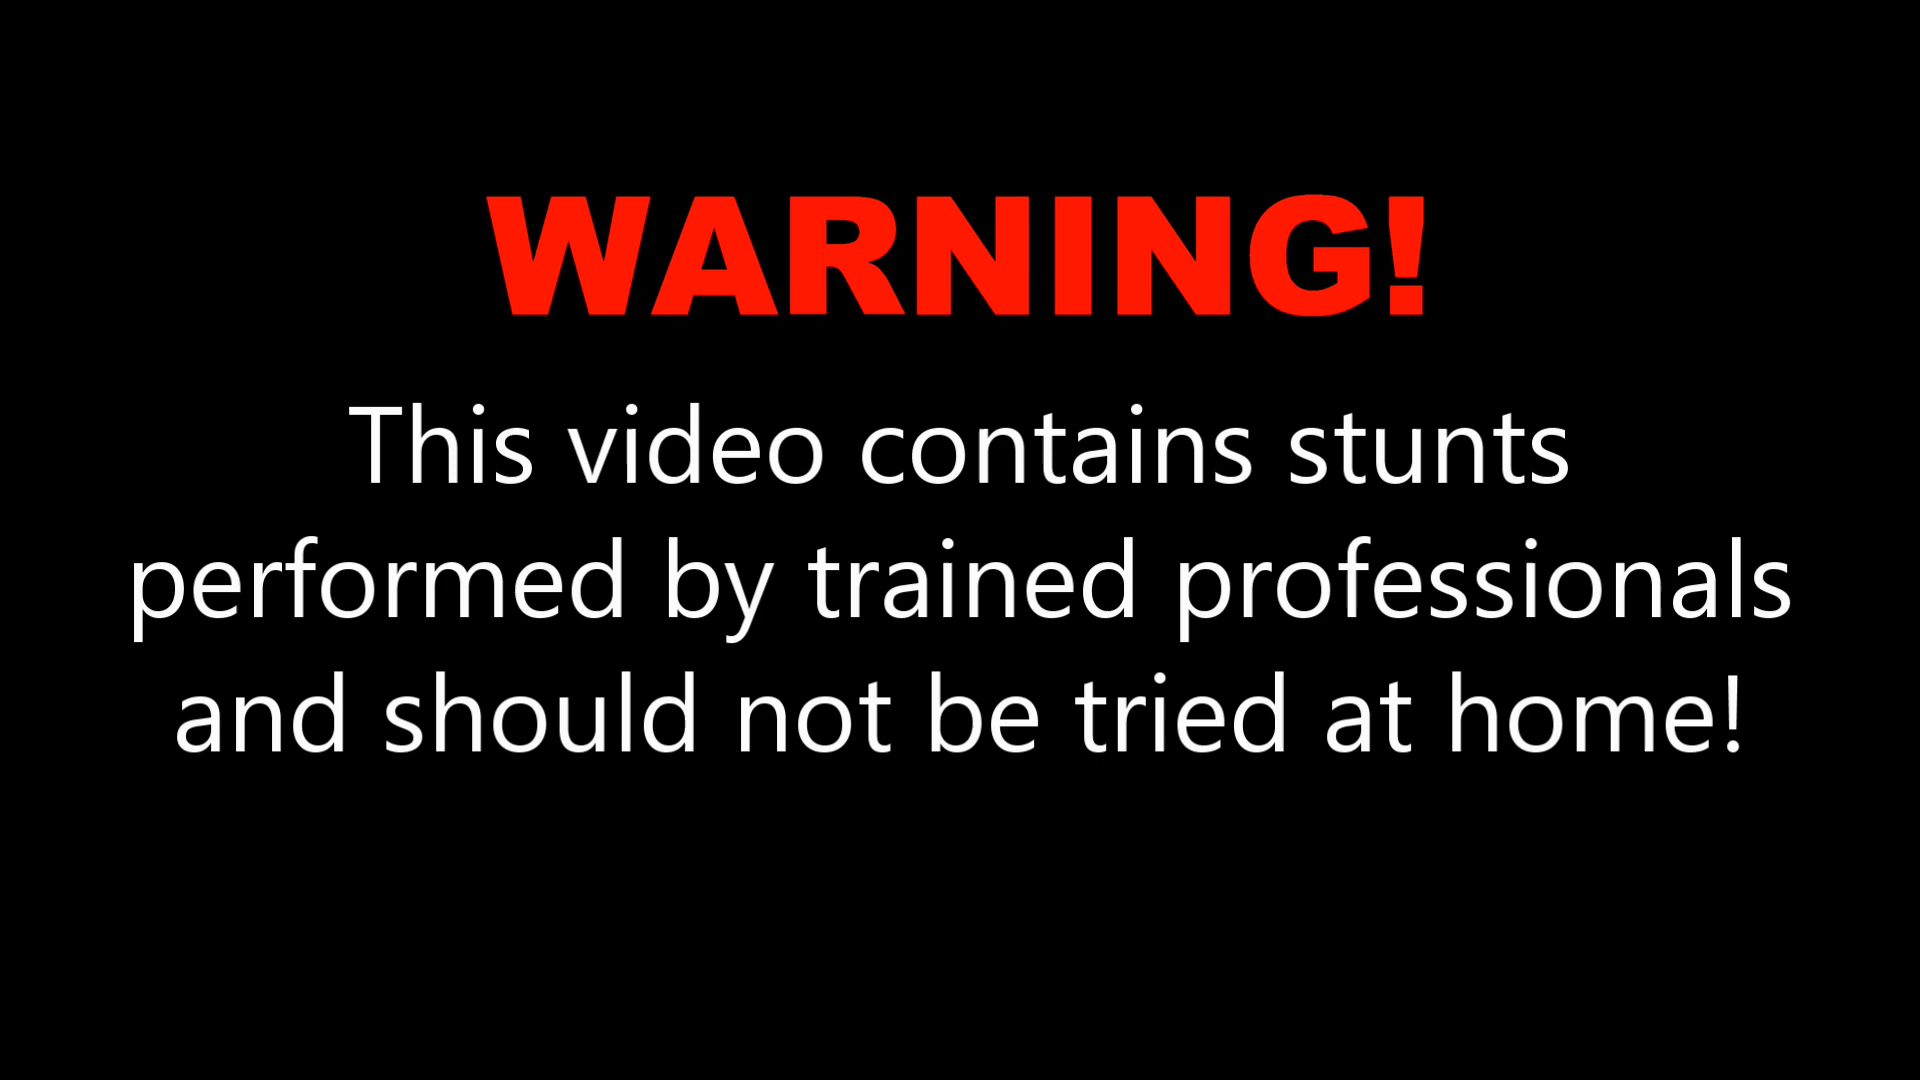 WARNING!
This video contains stunts
performed by trained professionals
and should not be tried at home!